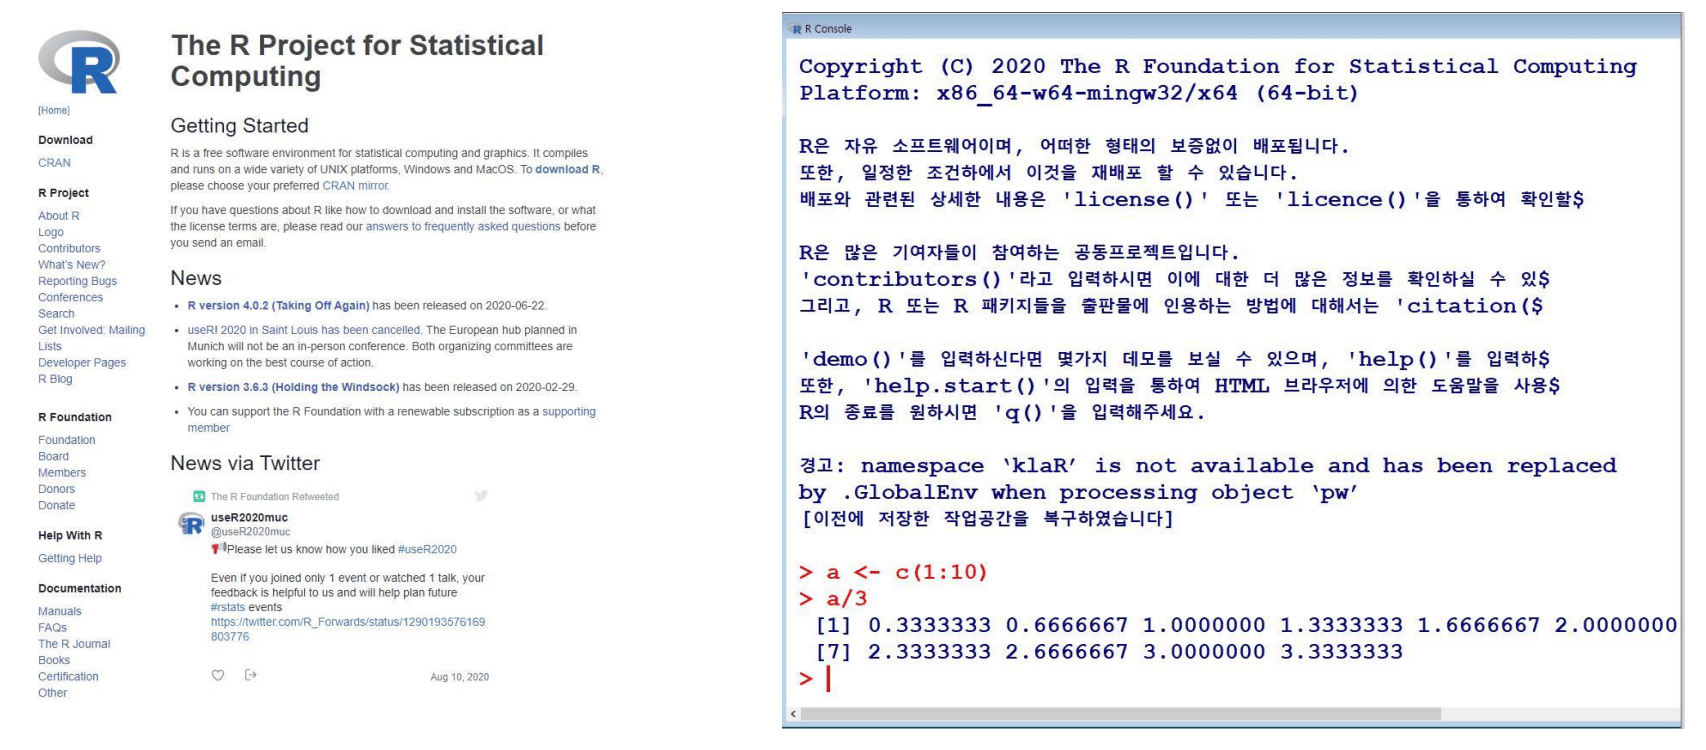 The R Project for Statistical
Computing
[Home]
Download
CRAN
R Project
About R
Logo
Contributors
What's New?
Reporting Bugs
Conferences
Search
Get Involved: Mailing
Lists
Developer Pages
R Blog
R Foundation
Foundation
Board
Members
Donors
Donate
Help With R
Getting Help
Documentation
Manuals
FAQs
The R Journal
Books
Certification
Other
Getting Started
R is a free software environment for statistical computing and graphics. It compiles
and runs on a wide variety of UNIX platforms, Windows and MacOS. To download R,
please choose your preferred CRAN mirror.
If you have questions about R like how to download and install the software, or what
the license terms are, please read our answers to frequently asked questions before
you send an email.
News
• R version 4.0.2 (Taking Off Again) has been released on 2020-06-22.
• useR! 2020 in Saint Louis has been cancelled. The European hub planned in
Munich will not be an in-person conference. Both organizing committees are
working on the best course of action.
• R version 3.6.3 (Holding the Windsock) has been released on 2020-02-29.
• You can support the R Foundation with a renewable subscription as a supporting
member
News via Twitter
The R Foundation Retweeted
useR2020muc
@useR2020muc
Please let us know how you liked #useR2020
Even if you joined only 1 event or watched 1 talk, your
feedback is helpful to us and will help plan future
#rstats events
https://twitter.com/R_Forwards/status/1290193576169
803776
Aug 10, 2020
R Console
Copyright (C) 2020 The R Foundation for Statistical Computing
Platform: x86_64-w64-mingw32/x64 (64-bit)
R은 자유 소프트웨어이며, 어떠한 형태의 보증없이 배포됩니다.
또한, 일정한 조건하에서 이것을 재배포 할 수 있습니다.
배포와 관련된 상세한 내용은 'license()' 또는 'licence()'을 통하여 확인할$
R은 많은 기여자들이 참여하는 공동프로젝트입니다.
'contributors()'라고 입력하시면 이에 대한 더 많은 정보를 확인하실 수 있$
그리고, R 또는 R 패키지들을 출판물에 인용하는 방법에 대해서는 'citation($
'demo()'를 입력하신다면 몇가지 데모를 보실 수 있으며, 'help()'를 입력하$
또한, 'help.start()'의 입력을 통하여 HTML 브라우저에 의한 도움말을 사용$
R의 종료를 원하시면 'q()'을 입력해주세요.
경고: namespace ‘klaR’ is not available and has been replaced
by .GlobalEnv when processing object ‘pw’
[이전에 저장한 작업공간을 복구하였습니다]
> a <- c(1:10)
> a/3
[1] 0.3333333 0.6666667 1.0000000 1.3333333 1.6666667 2.0000000
[7] 2.3333333 2.6666667 3.0000000 3.3333333
>